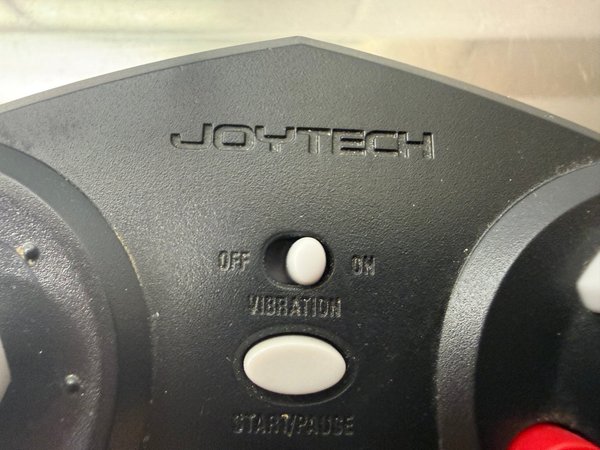 JOYTECH
OFF ON
VIBRATION
START/PAUSE